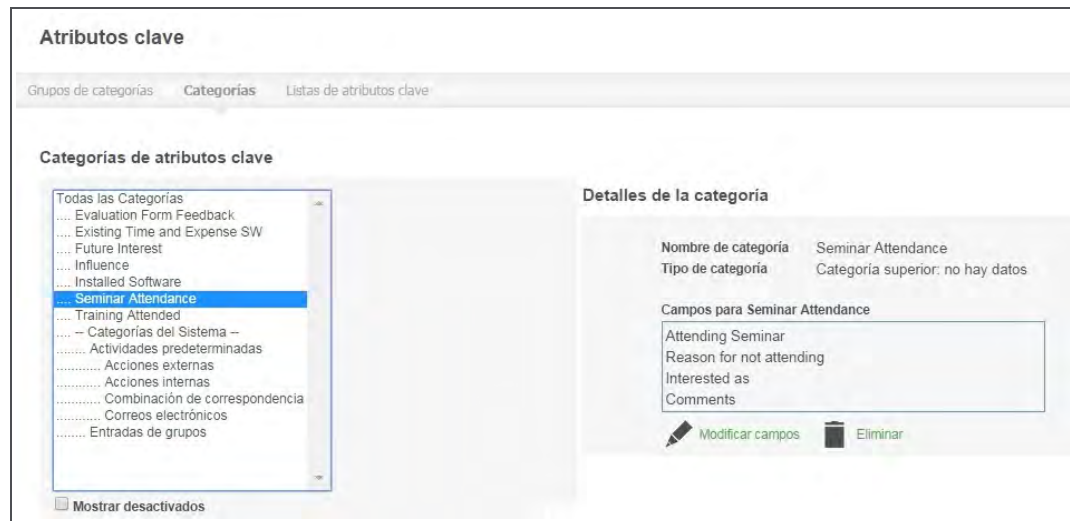 Atributos clave
Grupos de categorías Categorías Listas de atributos clave
Categorías de atributos clave
Todas las Categorías
.... Evaluation Form Feedback
.... Existing Time and Expense SW
.... Future Interest
.... Influence
.... Installed Software
.... Seminar Attendance
.... Training Attended
.... -- Categorías del Sistema --
........ Actividades predeterminadas
............ Acciones externas
............ Acciones internas
............ Combinación de correspondencia
............ Correos electrónicos
........ Entradas de grupos
Mostrar desactivados
Detalles de la categoría
Nombre de categoría Seminar Attendance
Tipo de categoría Categoría superior: no hay datos
Campos para Seminar Attendance
Attending Seminar
Reason for not attending
Interested as
Comments
Modificar campos Eliminar